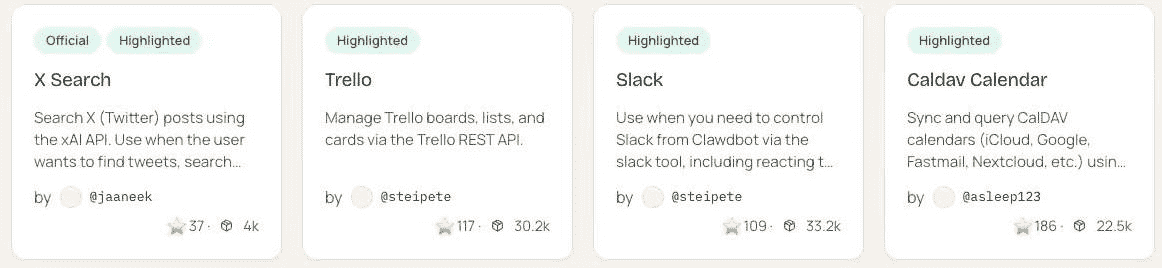 Official Highlighted
X Search
Search X (Twitter) posts using
the xAI API. Use when the user
wants to find tweets, search...
by @jaaneek
37 · 4k
Highlighted
Trello
Manage Trello boards, lists, and
cards via the Trello REST API.
by @steipete
117 · 30.2k
Highlighted
Slack
Use when you need to control
Slack from Clawdbot via the
slack tool, including reacting t...
by @steipete
109 · 33.2k
Highlighted
Caldav Calendar
Sync and query CalDAV
calendars (iCloud, Google,
Fastmail, Nextcloud, etc.) usin...
by @asleep123
186 · 22.5k